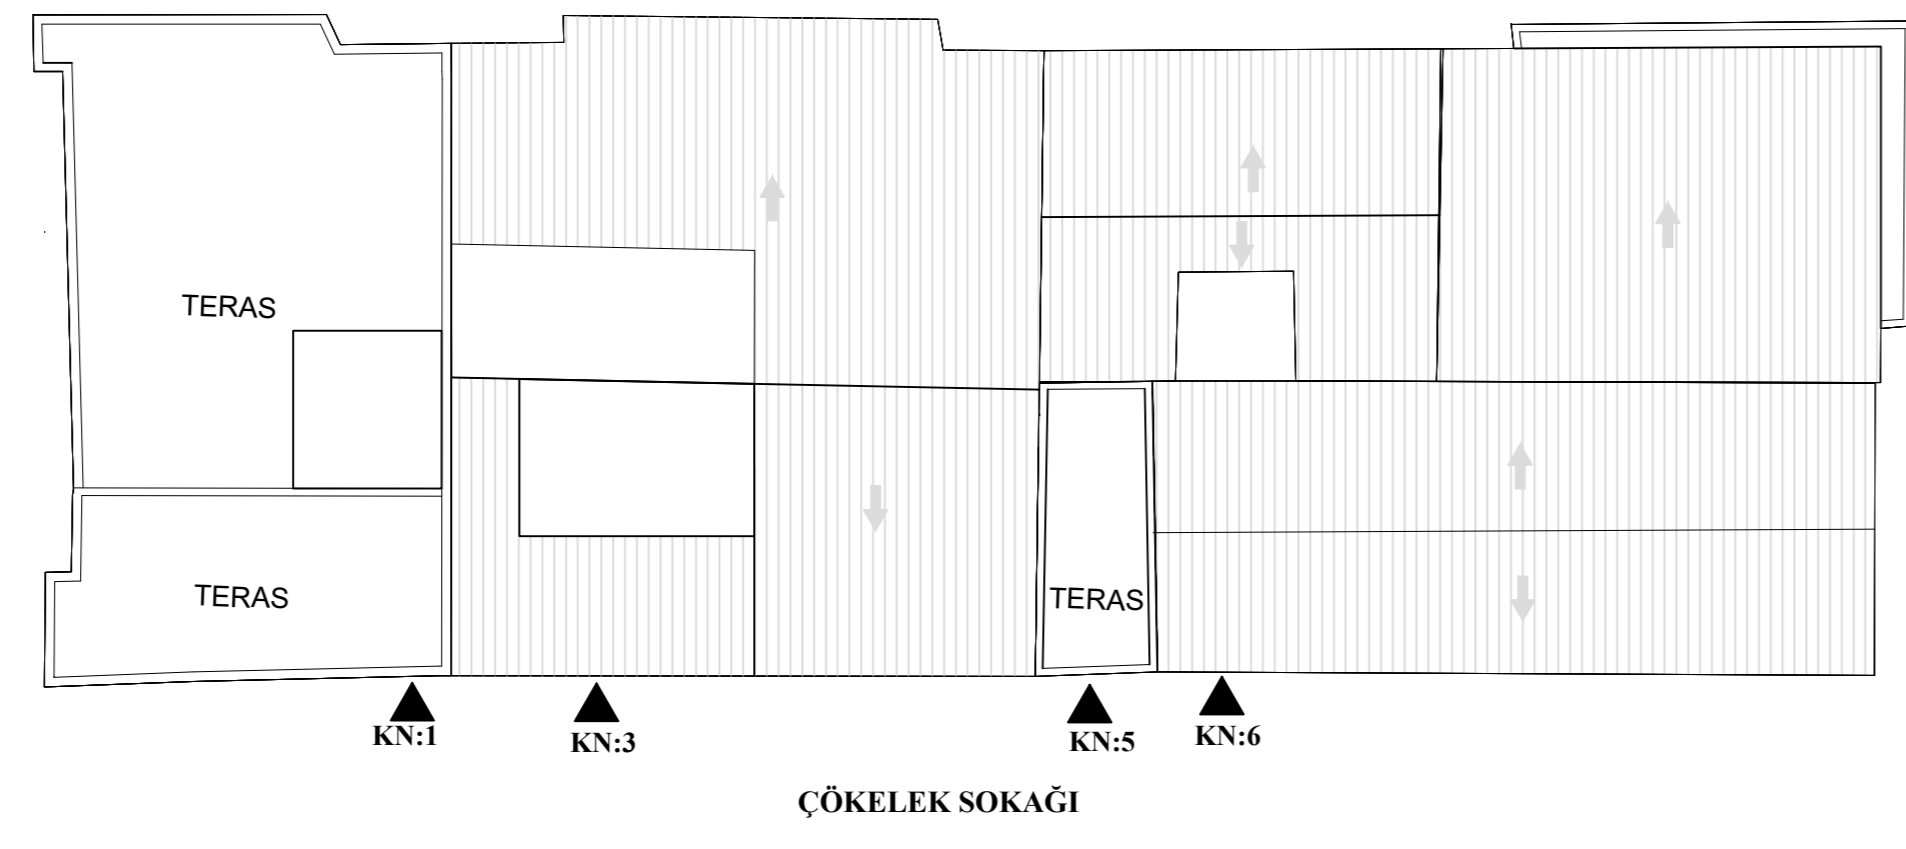 TERAS
TERAS
TERAS
KN:1
KN:3
KN:5
KN:6
ÇÖKELEK SOKAĞI